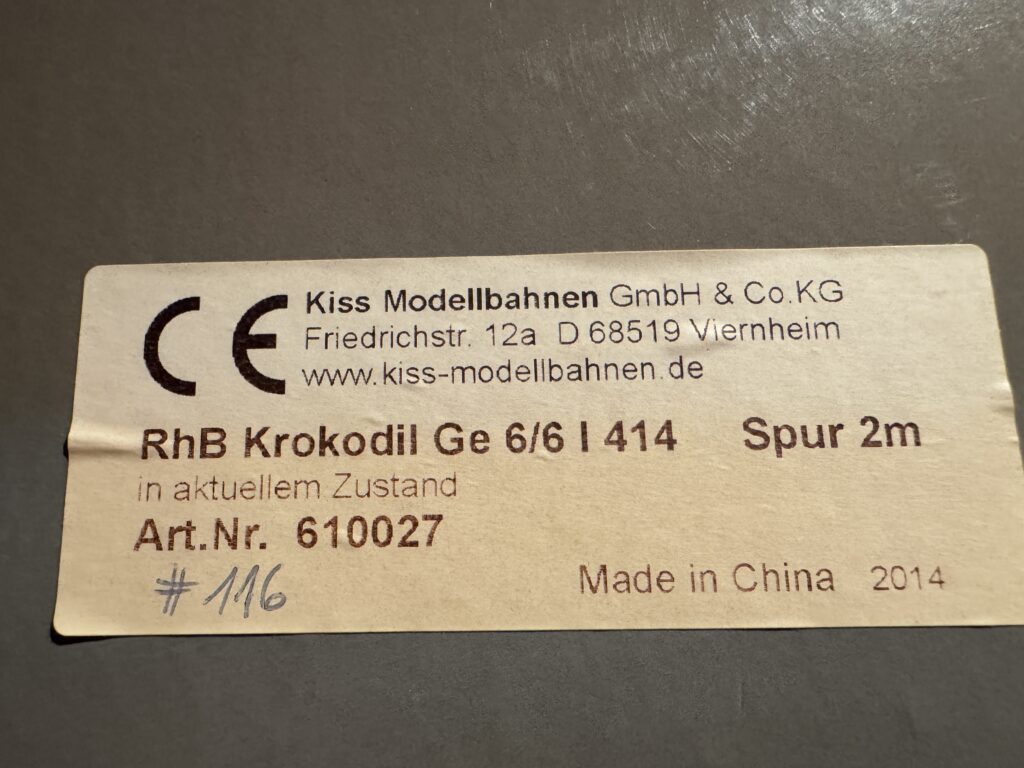 CE
Kiss Modellbahnen GmbH & Co.KG
Friedrichstr. 12a D 68519 Viernheim
www.kiss-modellbahnen.de
RhB Krokodil Ge 6/6 I 414 Spur 2m
in aktuellem Zustand
Art.Nr. 610027
#116
Made in China 2014